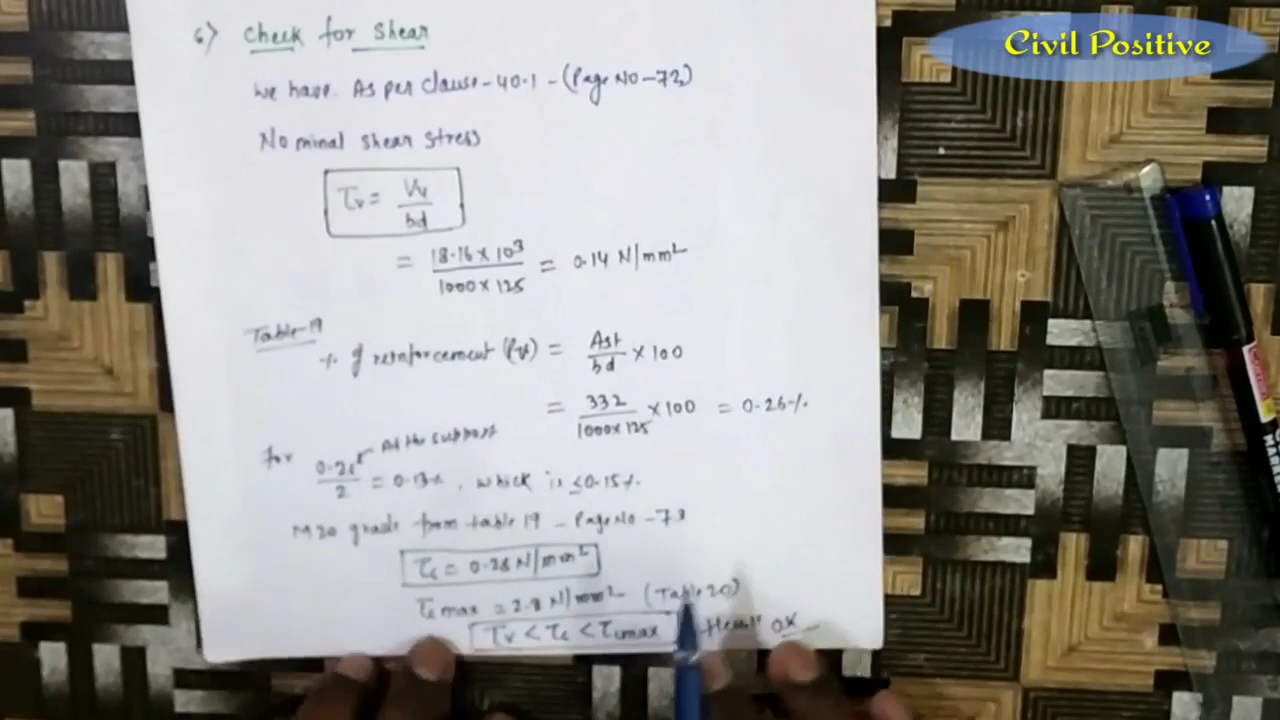 Civil Positive
6) Check for Shear
We have. As per clause-40.1 - (Page No-72)
Nominal shear stress
τv = Vu / bd
= 18.16 × 10³ / 1000 × 125 = 0.14 N/mm²
Table-19
% of reinforcement (Pt) = Ast / bd × 100
= 332 / 1000 × 125 × 100 = 0.26%
For 0.26 / 2 At the support = 0.13%, which is ≤0.15%.
M20 grade from table 19 - Page No - 73
τc = 0.28 N/mm²
τc max = 2.8 N/mm² (Table 20)
τv < τc < τcmax Hence OK